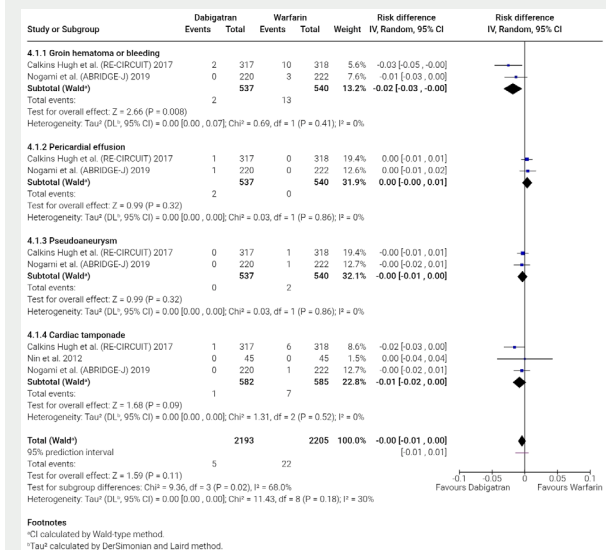 Dabigatran Warfarin Risk difference Risk difference
Study or Subgroup Events Total Events Total Weight IV, Random, 95% CI IV, Random, 95% CI
4.1.1 Groin hematoma or bleeding
Calkins Hugh et al. (RE-CIRCUIT) 2017 2 317 10 318 5.6% -0.03 [-0.05 , -0.00]
Nogami et al. (ABRIDGE-J) 2019 0 220 3 222 7.6% -0.01 [-0.03 , 0.00]
Subtotal (Waldᵃ) 537 540 13.2% -0.02 [-0.03 , -0.00]
Total events: 2 13
Test for overall effect: Z = 2.66 (P = 0.008)
Heterogeneity: Tau² (DLᵇ, 95% CI) = 0.00 [0.00 , 0.07]; Chi² = 0.69, df = 1 (P = 0.41); I² = 0%
4.1.2 Pericardial effusion
Calkins Hugh et al. (RE-CIRCUIT) 2017 1 317 0 318 19.4% 0.00 [-0.01 , 0.01]
Nogami et al. (ABRIDGE-J) 2019 1 220 0 222 12.6% 0.00 [-0.01 , 0.02]
Subtotal (Waldᵃ) 537 540 31.9% 0.00 [-0.00 , 0.01]
Total events: 2 0
Test for overall effect: Z = 0.99 (P = 0.32)
Heterogeneity: Tau² (DLᵇ, 95% CI) = 0.00 [0.00 , 0.00]; Chi² = 0.03, df = 1 (P = 0.86); I² = 0%
4.1.3 Pseudoaneurysm
Calkins Hugh et al. (RE-CIRCUIT) 2017 0 317 1 318 19.4% -0.00 [-0.01 , 0.01]
Nogami et al. (ABRIDGE-J) 2019 0 220 1 222 12.7% -0.00 [-0.02 , 0.01]
Subtotal (Waldᵃ) 537 540 32.1% -0.00 [-0.01 , 0.00]
Total events: 0 2
Test for overall effect: Z = 0.99 (P = 0.32)
Heterogeneity: Tau² (DLᵇ, 95% CI) = 0.00 [0.00 , 0.00]; Chi² = 0.03, df = 1 (P = 0.86); I² = 0%
4.1.4 Cardiac tamponade
Calkins Hugh et al. (RE-CIRCUIT) 2017 1 317 6 318 8.6% -0.02 [-0.03 , 0.00]
Nin et al. 2012 0 45 0 45 1.5% 0.00 [-0.04 , 0.04]
Nogami et al. (ABRIDGE-J) 2019 0 220 1 222 12.7% -0.00 [-0.02 , 0.01]
Subtotal (Waldᵃ) 582 585 22.8% -0.01 [-0.02 , 0.00]
Total events: 1 7
Test for overall effect: Z = 1.68 (P = 0.09)
Heterogeneity: Tau² (DLᵇ, 95% CI) = 0.00 [0.00 , 0.00]; Chi² = 1.31, df = 2 (P = 0.52); I² = 0%
Total (Waldᵃ) 2193 2205 100.0% -0.00 [-0.01 , 0.00]
95% prediction interval [-0.01 , 0.01]
Total events: 5 22
Test for overall effect: Z = 1.59 (P = 0.11)
Test for subgroup differences: Chi² = 9.36, df = 3 (P = 0.02), I² = 68.0%
Heterogeneity: Tau² (DLᵇ, 95% CI) = 0.00 [0.00 , 0.00]; Chi² = 11.43, df = 8 (P = 0.18); I² = 30%
-0.1 -0.05 0 0.05 0.1
Favours Dabigatran Favours Warfarin
Footnotes
ᵃCI calculated by Wald-type method.
ᵇTau² calculated by DerSimonian and Laird method.